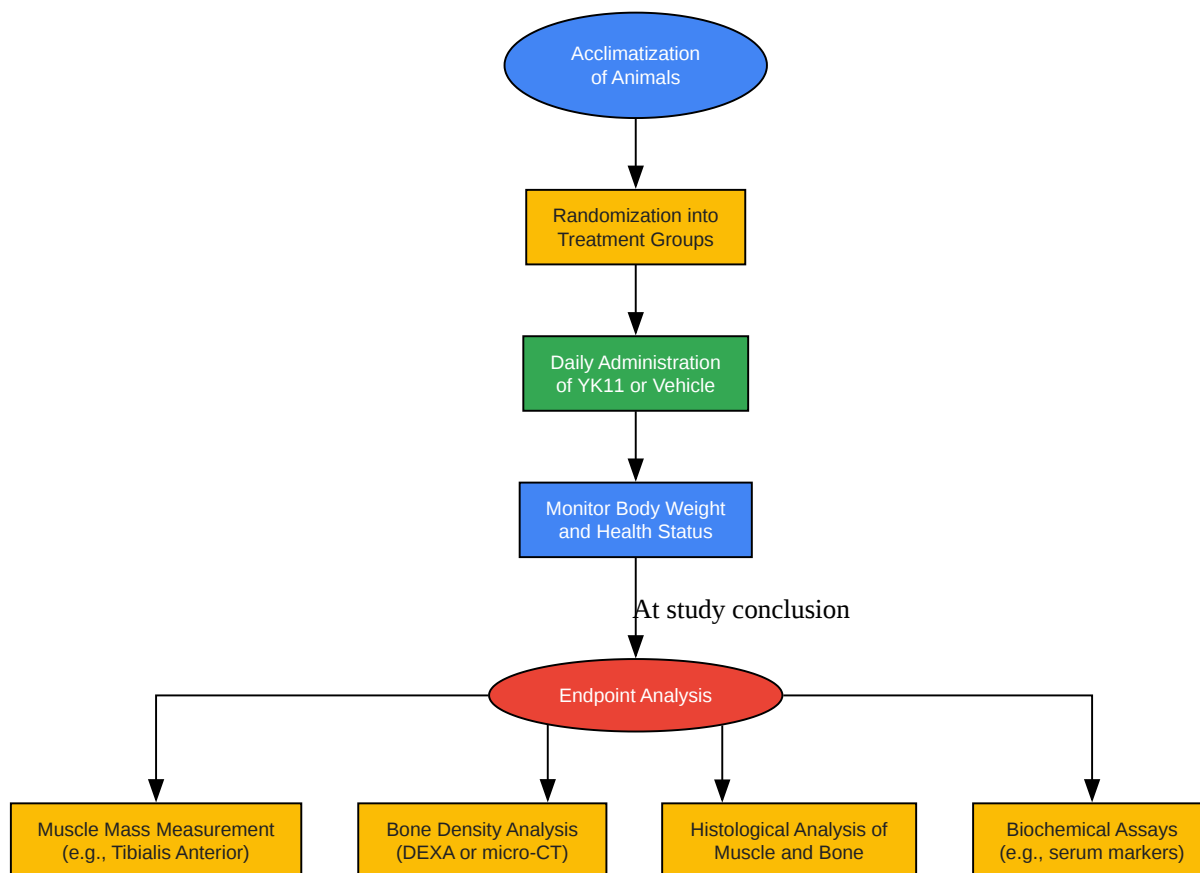 Acclimatization
of Animals
Randomization into
Treatment Groups
Daily Administration
of YK11 or Vehicle
Monitor Body Weight
and Health Status
At study conclusion
Endpoint Analysis
Muscle Mass Measurement
(e.g., Tibialis Anterior)
Bone Density Analysis
(DEXA or micro-CT)
Histological Analysis of
Muscle and Bone
Biochemical Assays
(e.g., serum markers)